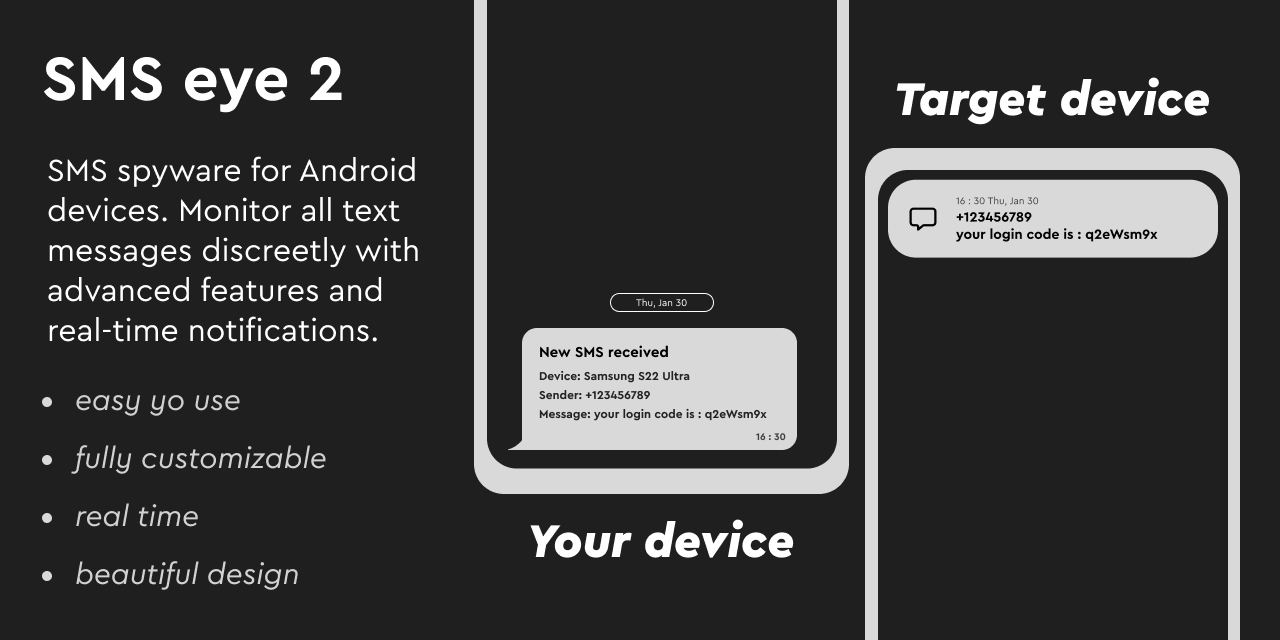 SMS eye 2
SMS spyware for Android
devices. Monitor all text
messages discreetly with
advanced features and
real-time notifications.
easy yo use
fully customizable
real time
beautiful design
Thu, Jan 30
New SMS received
Device: Samsung S22 Ultra
Sender: +123456789
Message: your login code is : q2eWsm9x
16 : 30
Your device
Target device
16 : 30 Thu, Jan 30
+123456789
your login code is : q2eWsm9x